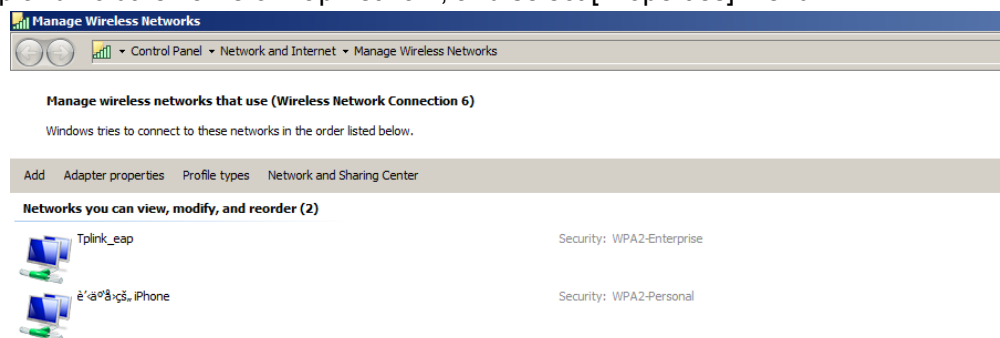 Manage Wireless Networks
Control Panel ▾ Network and Internet ▾ Manage Wireless Networks
Manage wireless networks that use (Wireless Network Connection 6)
Windows tries to connect to these networks in the order listed below.
Add Adapter properties Profile types Network and Sharing Center
Networks you can view, modify, and reorder (2)
Tplink_eap Security: WPA2-Enterprise
iPhone Security: WPA2-Personal